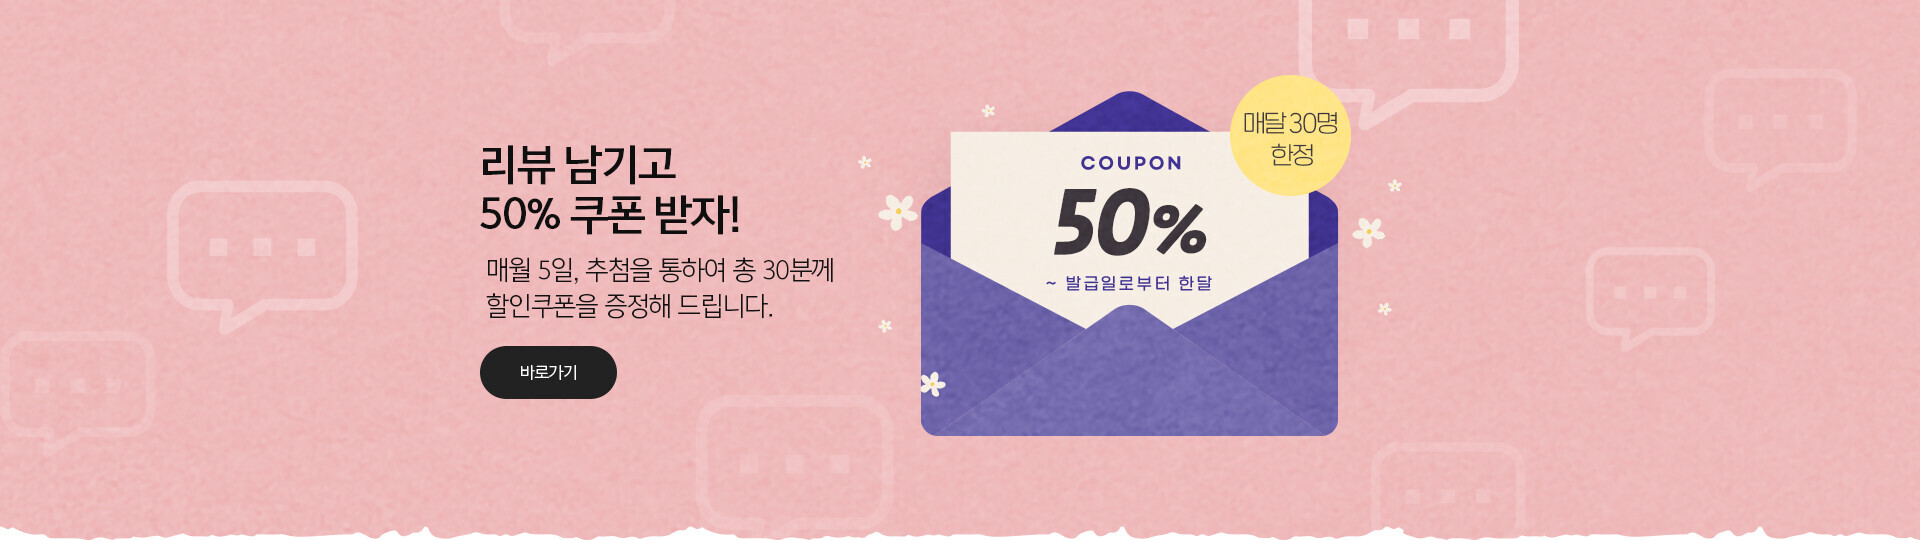 리뷰 남기고
50% 쿠폰 받자!
매월 5일, 추첨을 통하여 총 30분께
할인쿠폰을 증정해 드립니다.
바로가기
매달 30명
한정
COUPON
50%
~ 발급일로부터 한달